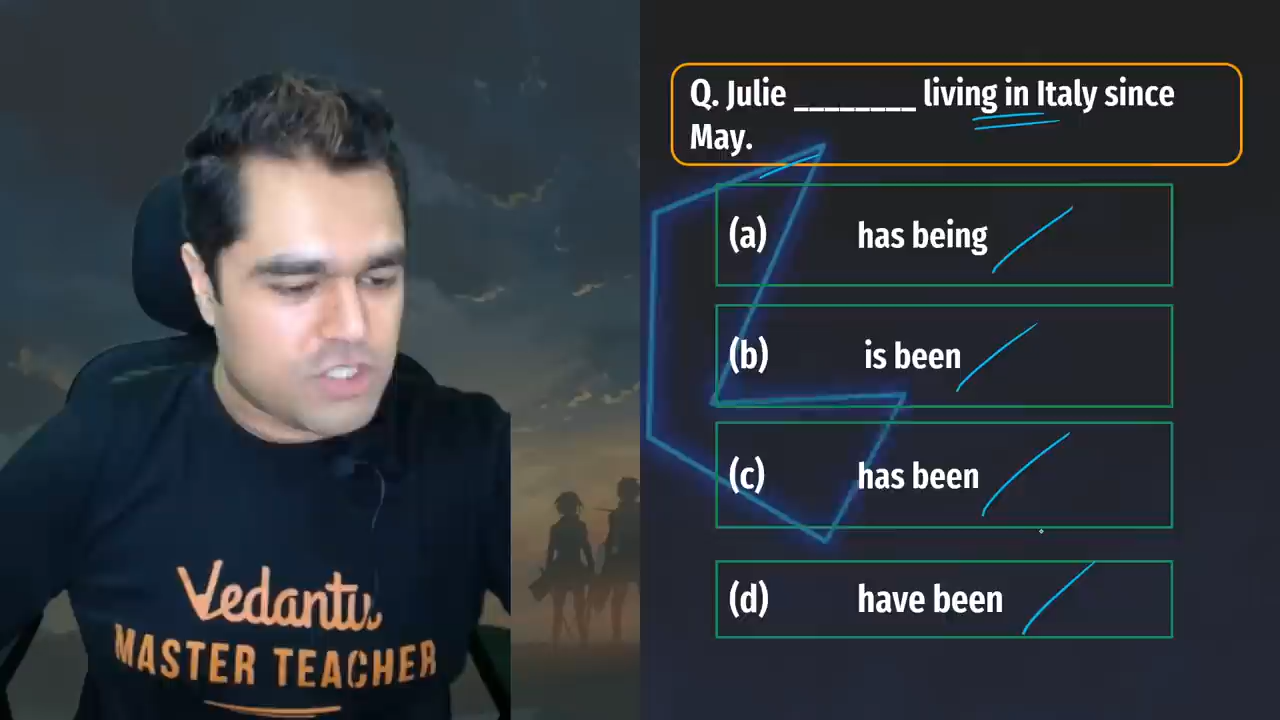 Q. Julie ________ living in Italy since
May.
(a) has being
(b) is been
(c) has been
(d) have been
Vedantu
MASTER TEACHER